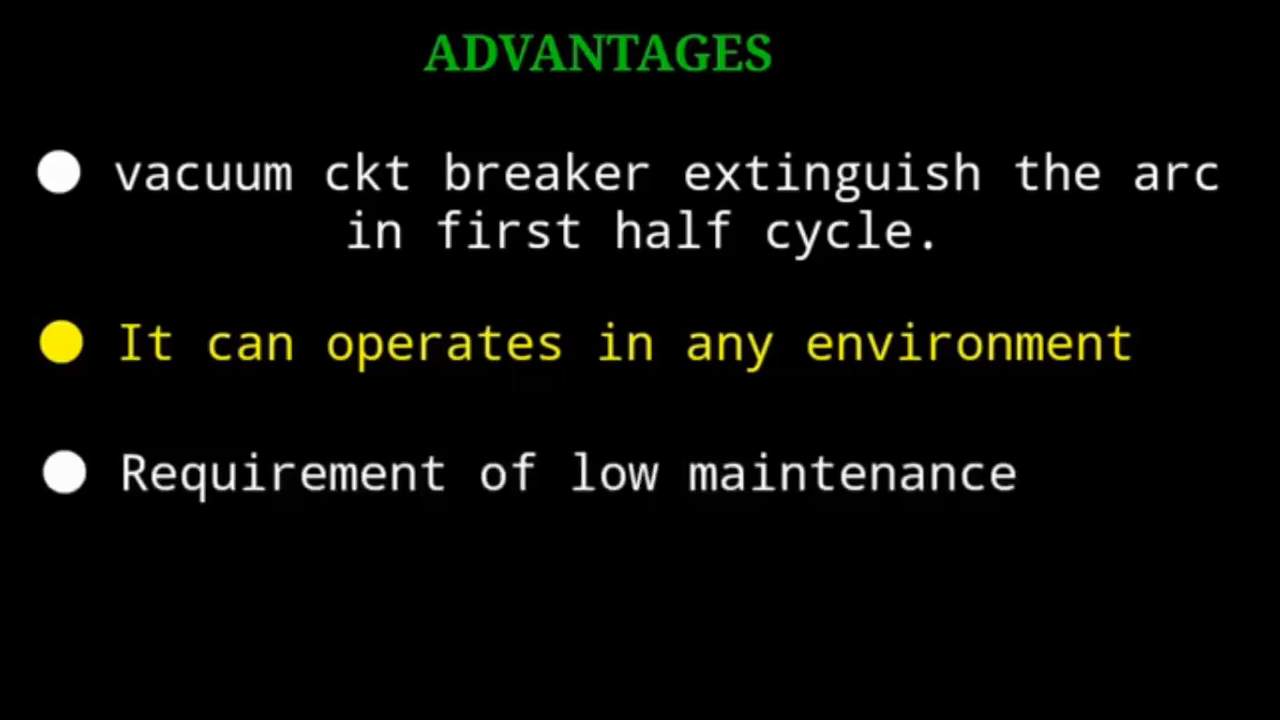 ADVANTAGES
vacuum ckt breaker extinguish the arc
in first half cycle.
It can operates in any environment
Requirement of low maintenance